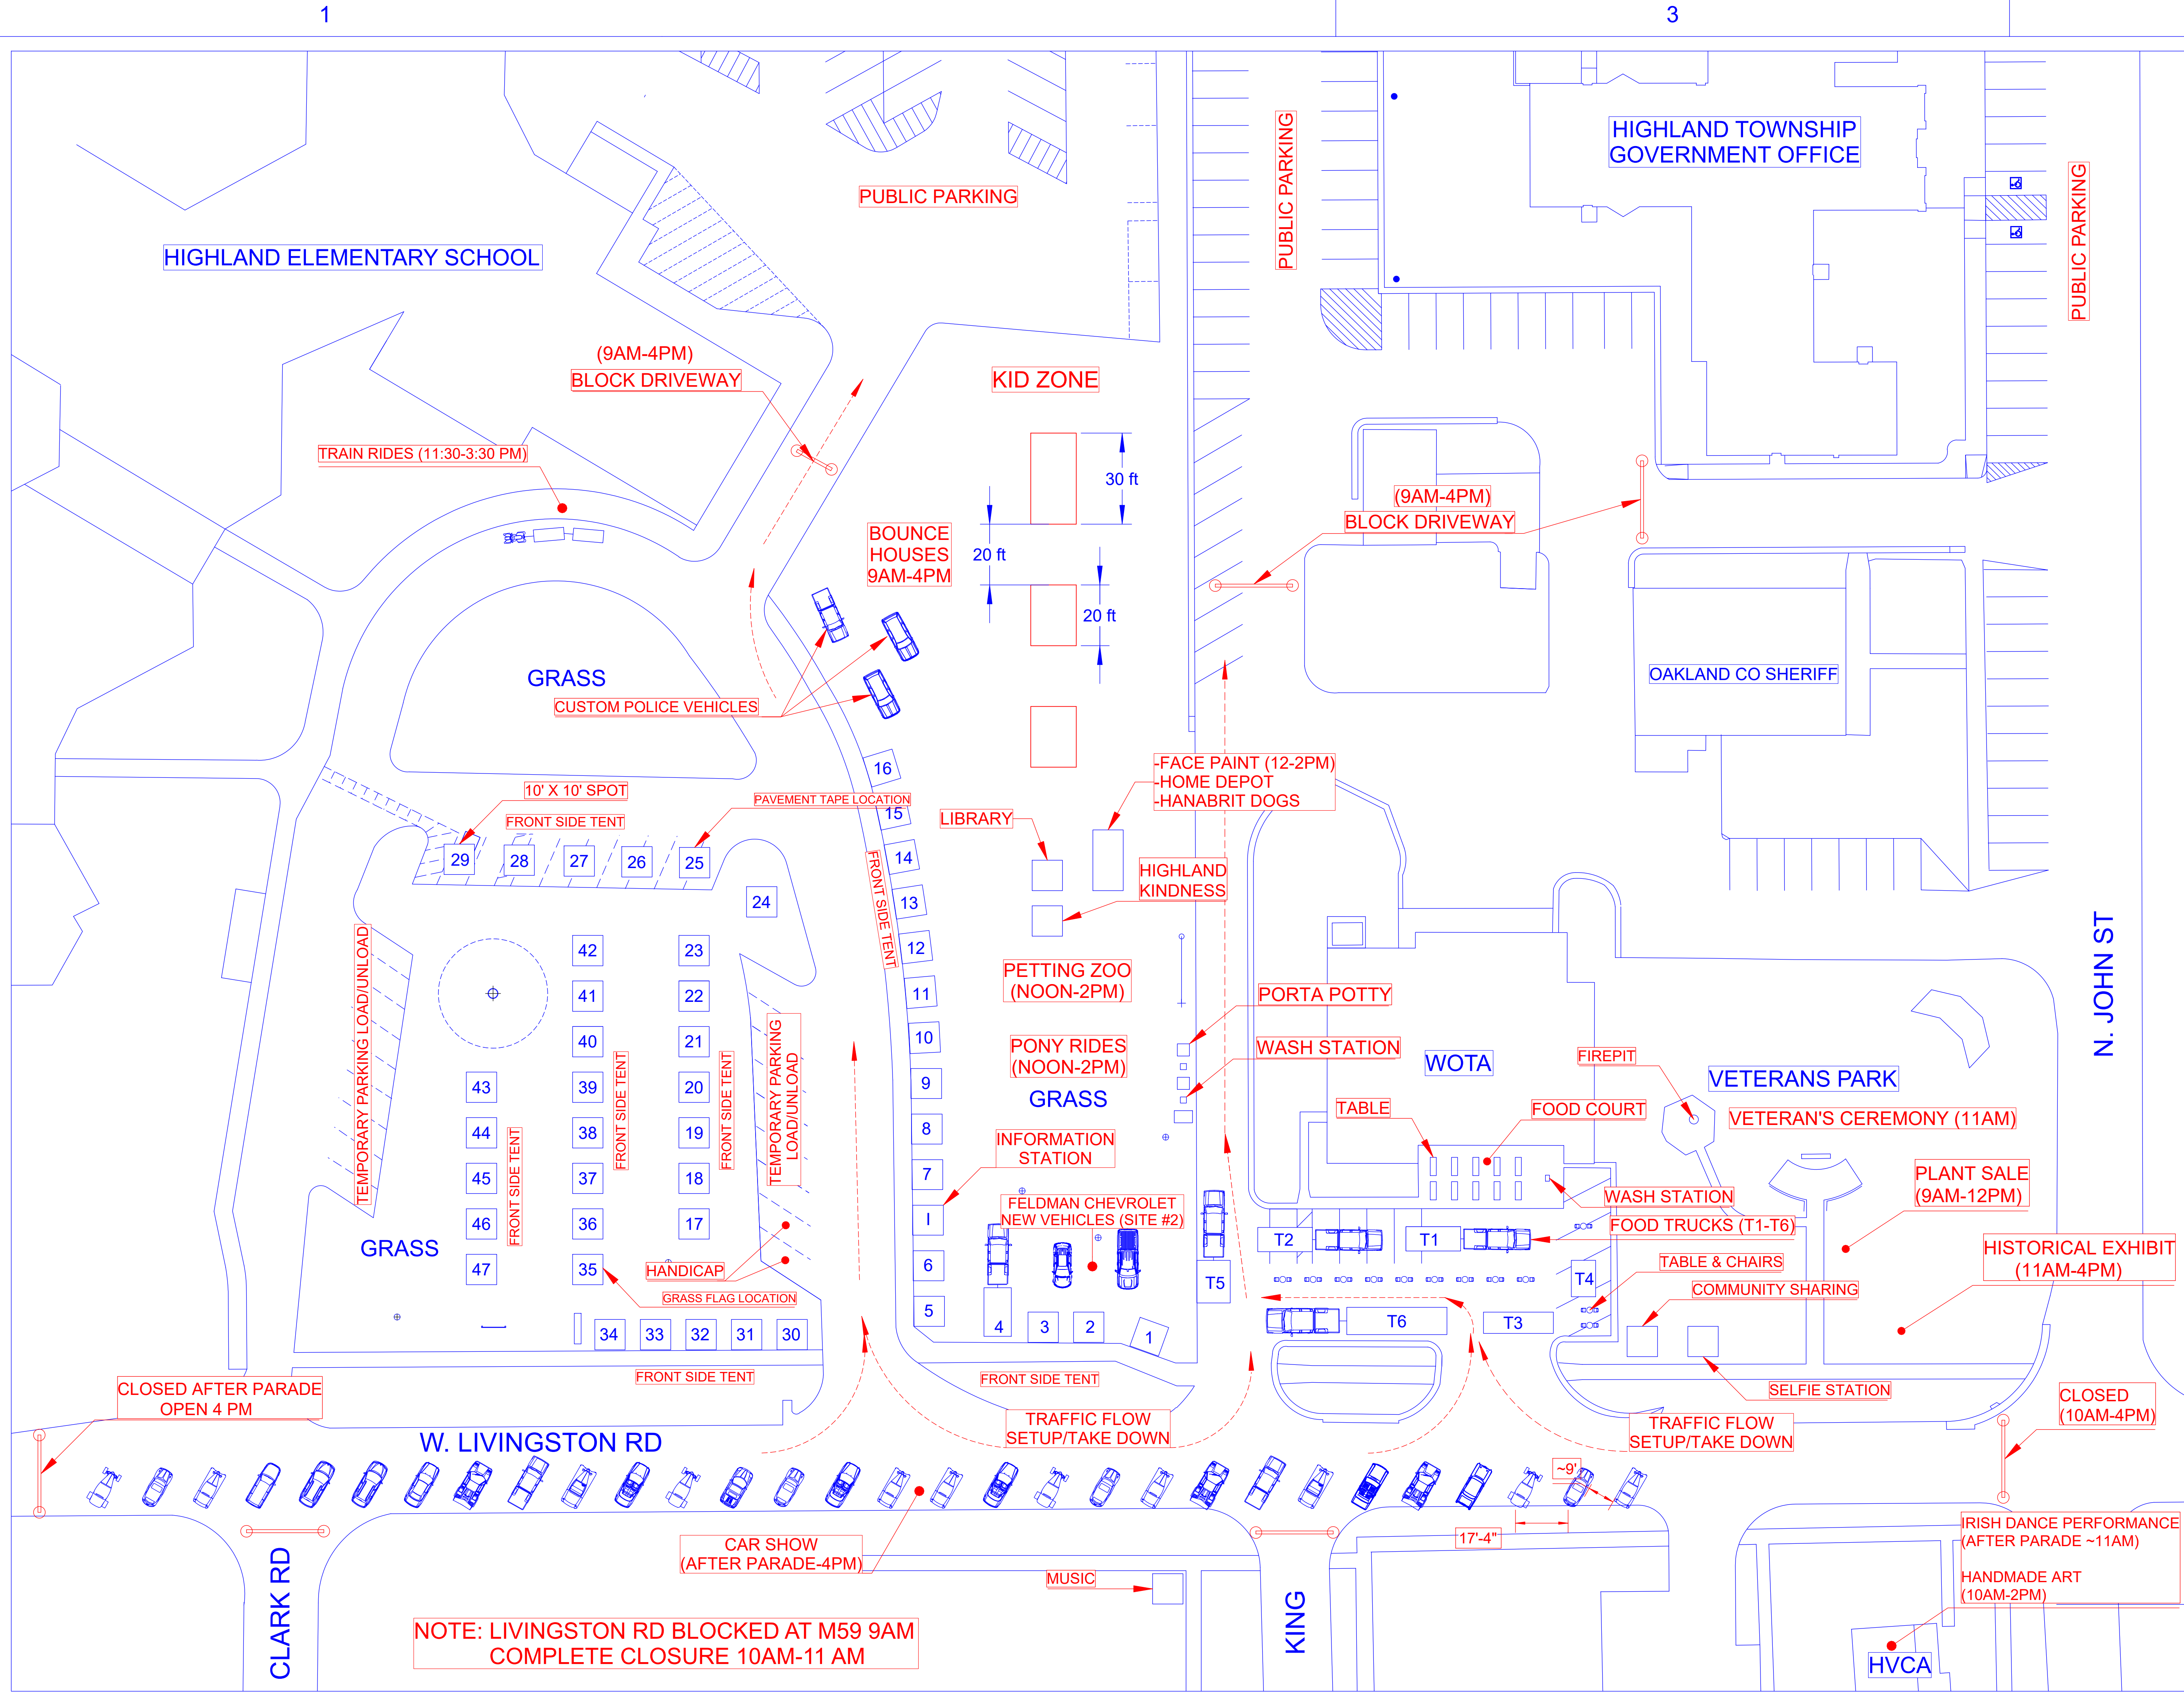 1
3
HIGHLAND TOWNSHIP
GOVERNMENT OFFICE
PUBLIC PARKING
PUBLIC PARKING
PUBLIC PARKING
HIGHLAND ELEMENTARY SCHOOL
(9AM-4PM)
BLOCK DRIVEWAY
KID ZONE
TRAIN RIDES (11:30-3:30 PM)
30 ft
(9AM-4PM)
BLOCK DRIVEWAY
BOUNCE
HOUSES
9AM-4PM
20 ft
20 ft
GRASS
CUSTOM POLICE VEHICLES
OAKLAND CO SHERIFF
16
-FACE PAINT (12-2PM)
-HOME DEPOT
-HANABRIT DOGS
10' X 10' SPOT
PAVEMENT TAPE LOCATION
15
LIBRARY
FRONT SIDE TENT
29
28
27
26
25
14
FRONT SIDE TENT
HIGHLAND
KINDNESS
24
13
12
42
23
41
22
11
40
21
10
43
39
20
9
44
38
19
8
45
37
18
7
46
36
17
I
47
35
6
5
TEMPORARY PARKING LOAD/UNLOAD
FRONT SIDE TENT
FRONT SIDE TENT
FRONT SIDE TENT
TEMPORARY PARKING
LOAD/UNLOAD
PETTING ZOO
(NOON-2PM)
PORTA POTTY
PONY RIDES
(NOON-2PM)
WASH STATION
GRASS
WOTA
FIREPIT
VETERANS PARK
N. JOHN ST
TABLE
FOOD COURT
VETERAN'S CEREMONY (11AM)
INFORMATION
STATION
PLANT SALE
(9AM-12PM)
WASH STATION
FELDMAN CHEVROLET
NEW VEHICLES (SITE #2)
FOOD TRUCKS (T1-T6)
GRASS
T2
T1
HISTORICAL EXHIBIT
(11AM-4PM)
HANDICAP
TABLE & CHAIRS
T5
T4
COMMUNITY SHARING
GRASS FLAG LOCATION
T6
T3
34
33
32
31
30
4
3
2
1
FRONT SIDE TENT
FRONT SIDE TENT
SELFIE STATION
CLOSED AFTER PARADE
OPEN 4 PM
CLOSED
(10AM-4PM)
TRAFFIC FLOW
SETUP/TAKE DOWN
TRAFFIC FLOW
SETUP/TAKE DOWN
W. LIVINGSTON RD
~9'
17'-4"
CAR SHOW
(AFTER PARADE-4PM)
IRISH DANCE PERFORMANCE
(AFTER PARADE ~11AM)
HANDMADE ART
(10AM-2PM)
MUSIC
CLARK RD
KING
NOTE: LIVINGSTON RD BLOCKED AT M59 9AM
COMPLETE CLOSURE 10AM-11 AM
HVCA